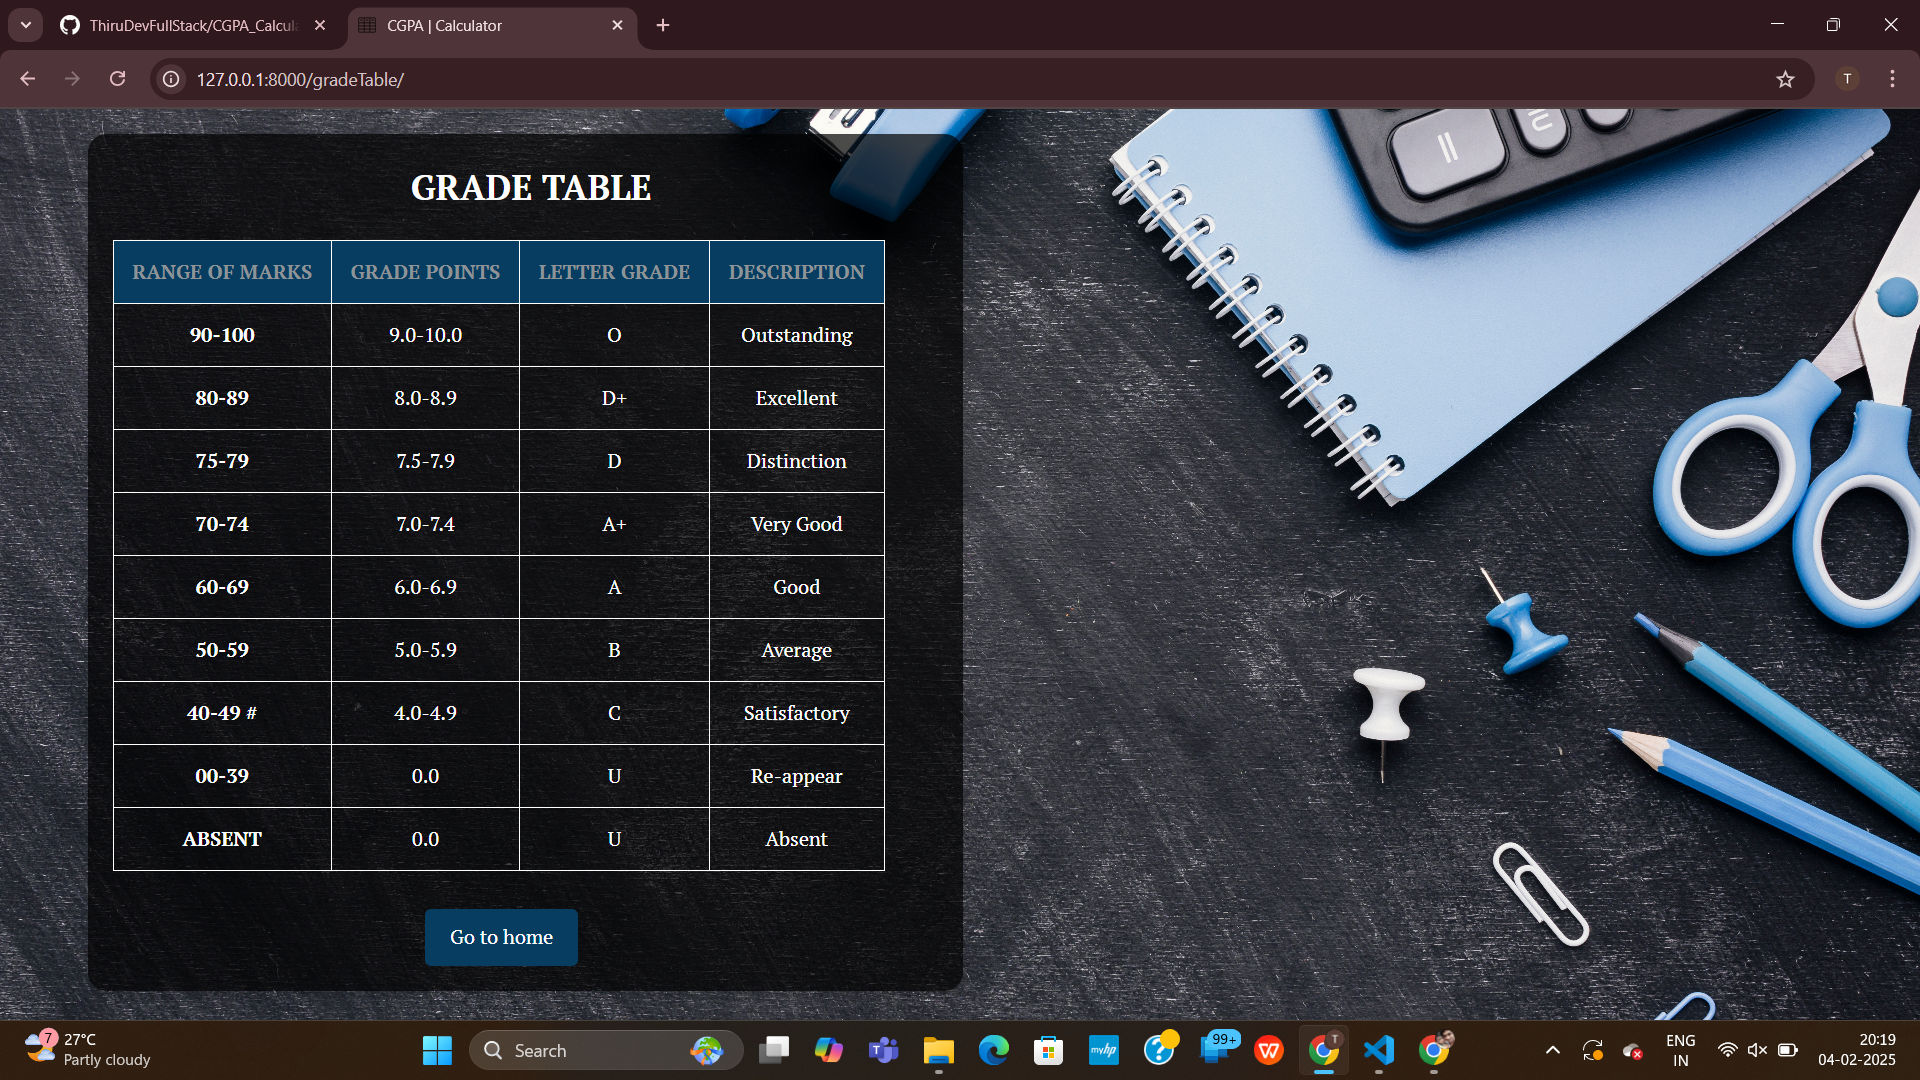 ThiruDevFullStack/CGPA_Calcul
CGPA | Calculator
127.0.0.1:8000/gradeTable/
T
GRADE TABLE
RANGE OF MARKS GRADE POINTS LETTER GRADE DESCRIPTION
90-100 9.0-10.0 O Outstanding
80-89 8.0-8.9 D+ Excellent
75-79 7.5-7.9 D Distinction
70-74 7.0-7.4 A+ Very Good
60-69 6.0-6.9 A Good
50-59 5.0-5.9 B Average
40-49 # 4.0-4.9 C Satisfactory
00-39 0.0 U Re-appear
ABSENT 0.0 U Absent
Go to home
7
27°C
Partly cloudy
Search
myhp
99+
T
ENG
IN
20:19
04-02-2025